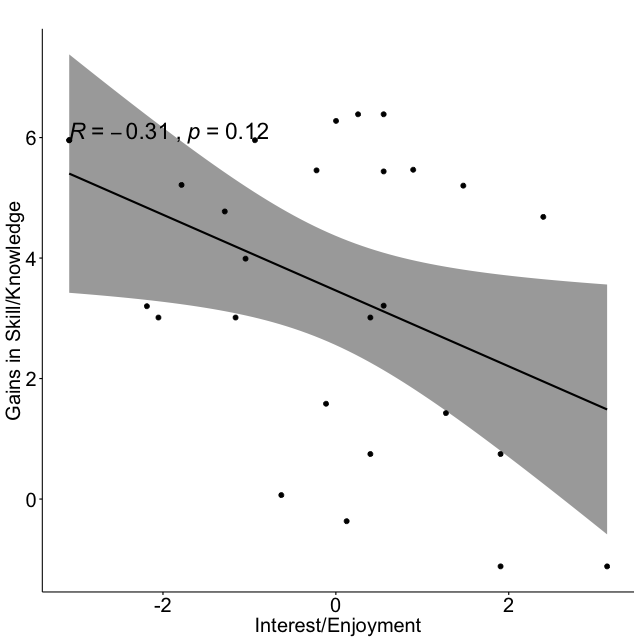 R = −0.31 , p = 0.12
6
4
2
0
-2 0 2
Interest/Enjoyment
Gains in Skill/Knowledge